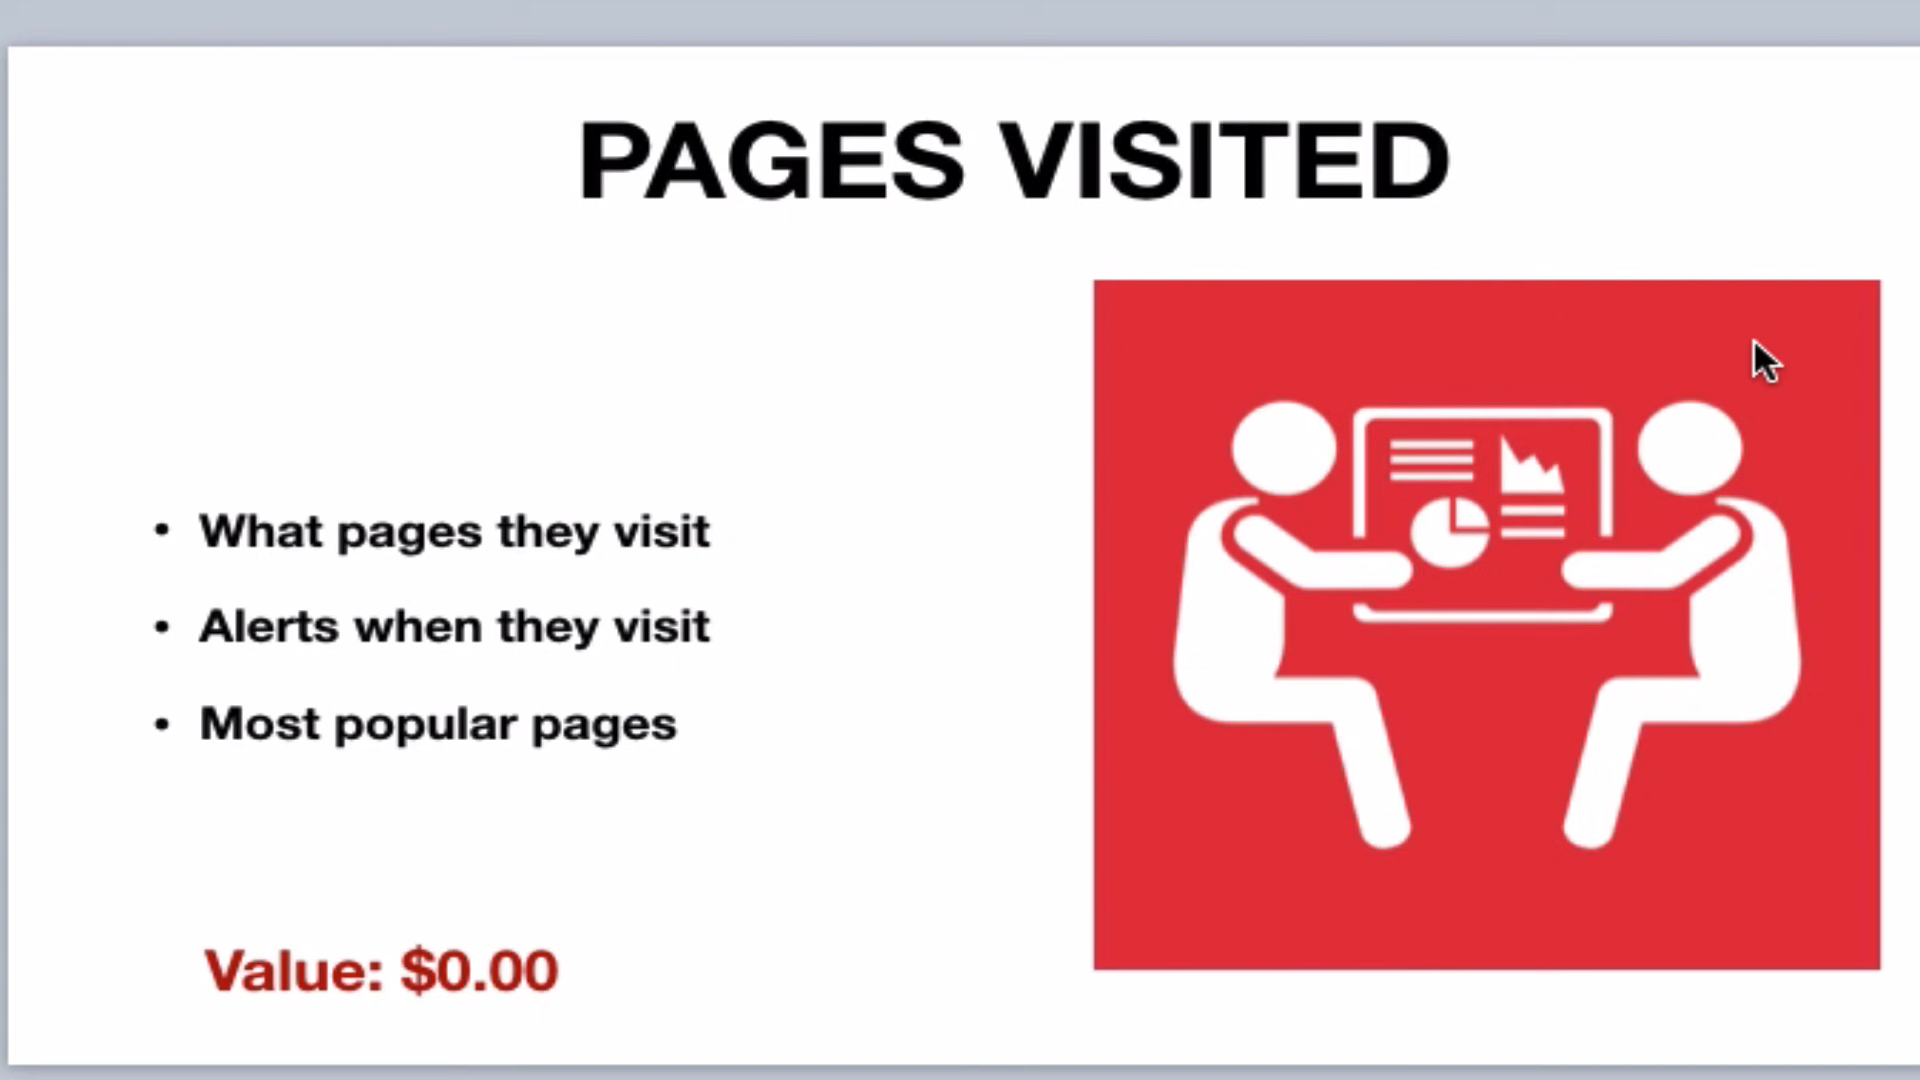 PAGES VISITED
• What pages they visit
• Alerts when they visit
• Most popular pages
Value: $0.00